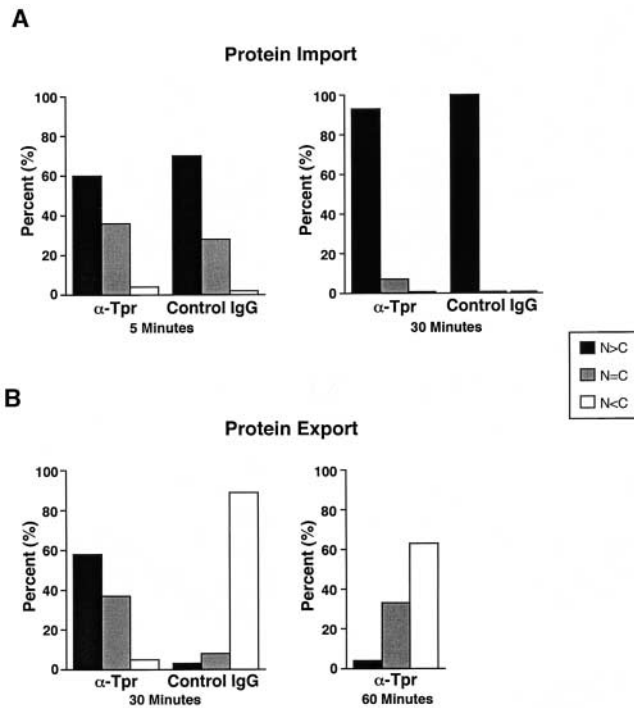 A
Protein Import
100
80
60
40
20
0
Percent (%)
α-Tpr Control IgG
5 Minutes
100
80
60
40
20
0
Percent (%)
α-Tpr Control IgG
30 Minutes
N>C
N=C
N<C
B
Protein Export
100
80
60
40
20
0
Percent (%)
α-Tpr Control IgG
30 Minutes
100
80
60
40
20
0
Percent (%)
α-Tpr
60 Minutes